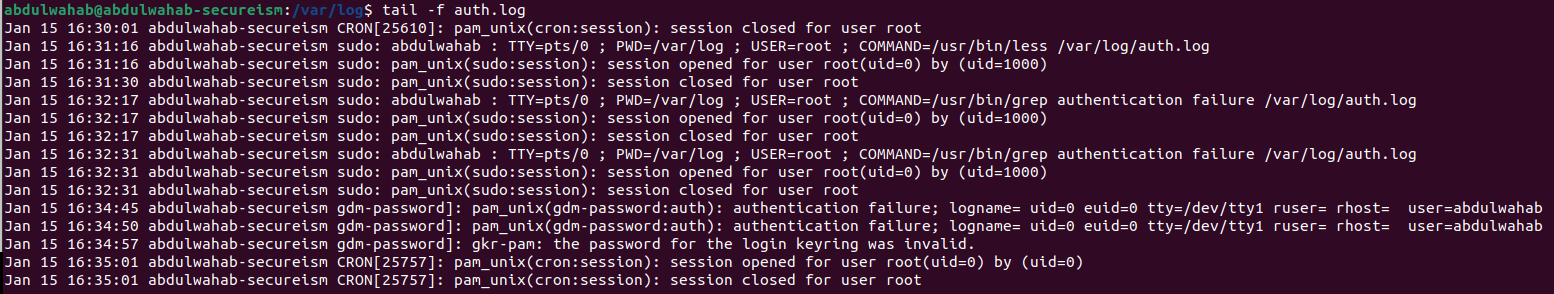 abdulwahab@abdulwahab-secureism:/var/log$ tail -f auth.log
Jan 15 16:30:01 abdulwahab-secureism CRON[25610]: pam_unix(cron:session): session closed for user root
Jan 15 16:31:16 abdulwahab-secureism sudo: abdulwahab : TTY=pts/0 ; PWD=/var/log ; USER=root ; COMMAND=/usr/bin/less /var/log/auth.log
Jan 15 16:31:16 abdulwahab-secureism sudo: pam_unix(sudo:session): session opened for user root(uid=0) by (uid=1000)
Jan 15 16:31:30 abdulwahab-secureism sudo: pam_unix(sudo:session): session closed for user root
Jan 15 16:32:17 abdulwahab-secureism sudo: abdulwahab : TTY=pts/0 ; PWD=/var/log ; USER=root ; COMMAND=/usr/bin/grep authentication failure /var/log/auth.log
Jan 15 16:32:17 abdulwahab-secureism sudo: pam_unix(sudo:session): session opened for user root(uid=0) by (uid=1000)
Jan 15 16:32:17 abdulwahab-secureism sudo: pam_unix(sudo:session): session closed for user root
Jan 15 16:32:31 abdulwahab-secureism sudo: abdulwahab : TTY=pts/0 ; PWD=/var/log ; USER=root ; COMMAND=/usr/bin/grep authentication failure /var/log/auth.log
Jan 15 16:32:31 abdulwahab-secureism sudo: pam_unix(sudo:session): session opened for user root(uid=0) by (uid=1000)
Jan 15 16:32:31 abdulwahab-secureism sudo: pam_unix(sudo:session): session closed for user root
Jan 15 16:34:45 abdulwahab-secureism gdm-password]: pam_unix(gdm-password:auth): authentication failure; logname= uid=0 euid=0 tty=/dev/tty1 ruser= rhost=  user=abdulwahab
Jan 15 16:34:50 abdulwahab-secureism gdm-password]: pam_unix(gdm-password:auth): authentication failure; logname= uid=0 euid=0 tty=/dev/tty1 ruser= rhost=  user=abdulwahab
Jan 15 16:34:57 abdulwahab-secureism gdm-password]: gkr-pam: the password for the login keyring was invalid.
Jan 15 16:35:01 abdulwahab-secureism CRON[25757]: pam_unix(cron:session): session opened for user root(uid=0) by (uid=0)
Jan 15 16:35:01 abdulwahab-secureism CRON[25757]: pam_unix(cron:session): session closed for user root